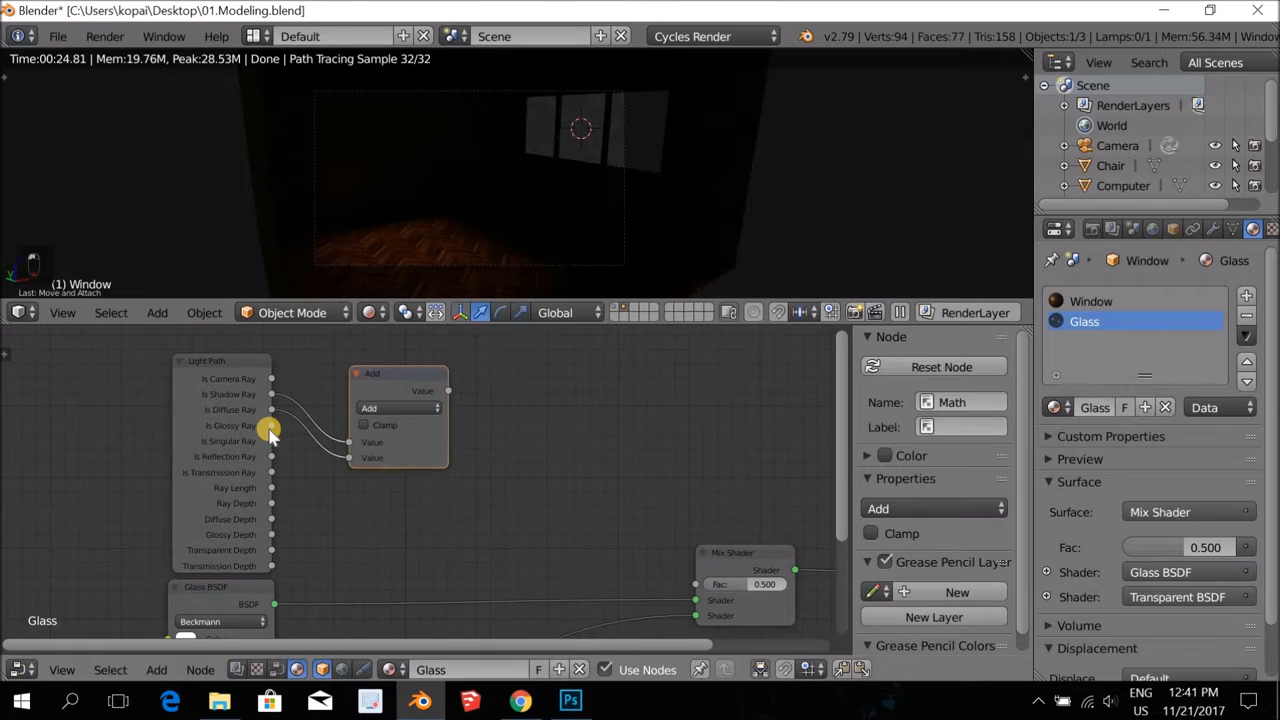 Blender* [C:\Users\kopai\Desktop\01.Modeling.blend]
File Render Window Help Default Scene Cycles Render v2.79 | Verts:94 | Faces:77 | Tris:158 | Objects:1/3 | Lamps:0/1 | Mem:56.34M | Window
Time:00:24.81 | Mem:19.76M, Peak:28.53M | Done | Path Tracing Sample 32/32
View Search All Scenes
Scene
RenderLayers
World
Camera
Chair
Computer
(1) Window
Last: Move and Attach
View Select Add Object Object Mode Global RenderLayer
Window Glass
Window
Glass
Glass F Data
Custom Properties
Preview
Surface
Surface: Mix Shader
Fac: 0.500
Shader: Glass BSDF
Shader: Transparent BSDF
Volume
Displacement
Default
Light Path
Is Camera Ray
Is Shadow Ray
Is Diffuse Ray
Is Glossy Ray
Is Singular Ray
Is Reflection Ray
Is Transmission Ray
Ray Length
Ray Depth
Diffuse Depth
Glossy Depth
Transparent Depth
Transmission Depth
Add
Value
Add
Clamp
Value
Value
Glass BSDF
BSDF
Beckmann
Mix Shader
Shader
Fac: 0.500
Shader
Shader
Node
Reset Node
Name: Math
Label:
Color
Properties
Add
Clamp
Grease Pencil Layer
New
New Layer
Grease Pencil Colors
Glass
View Select Add Node Glass F Use Nodes
ENG
US
12:41 PM
11/21/2017
Ps